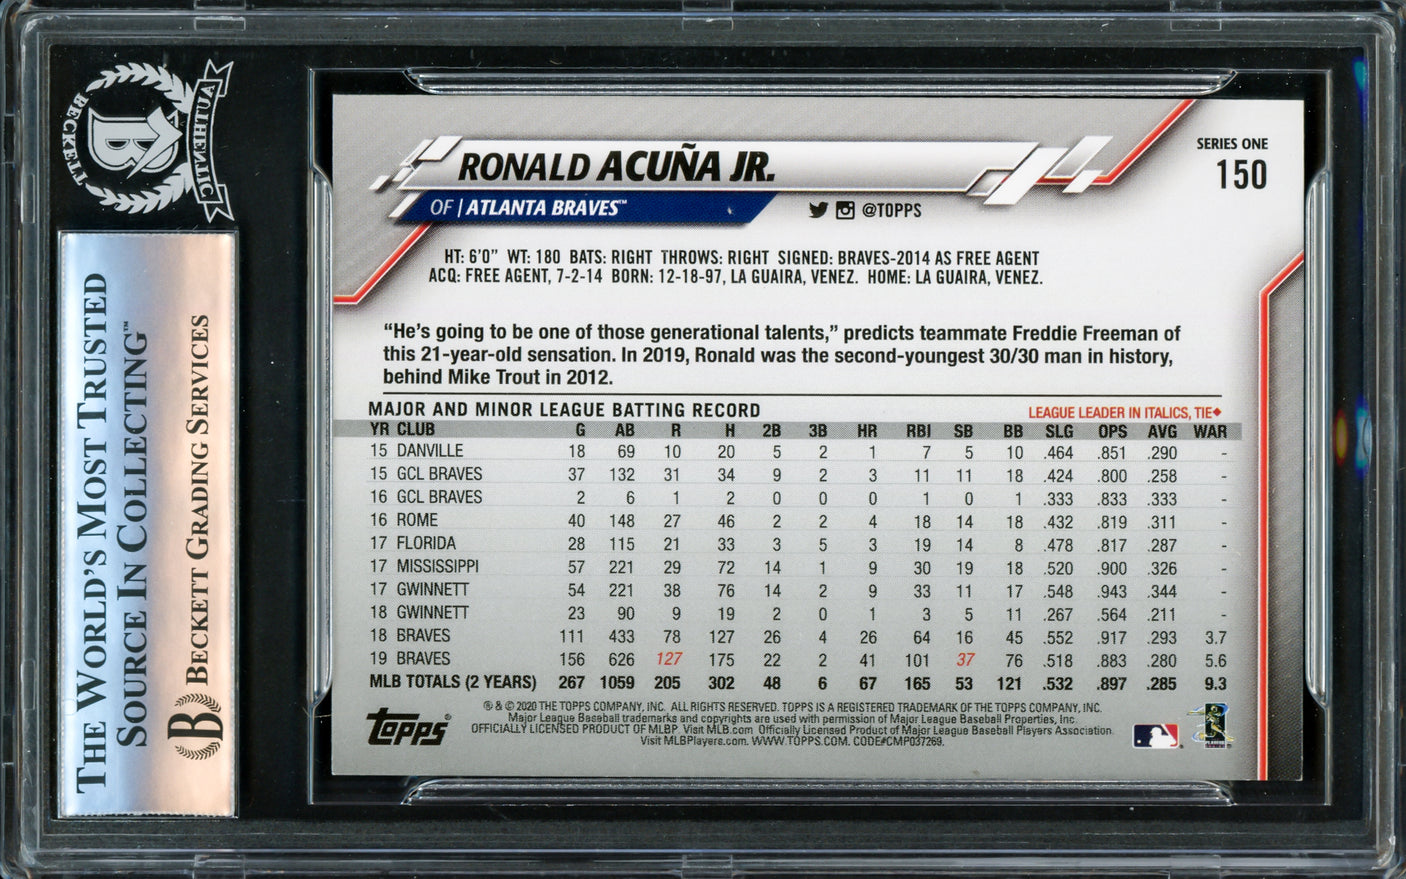 BECKETT
AUTHENTIC
B
THE WORLD'S MOST TRUSTED
SOURCE IN COLLECTING™
B BECKETT GRADING SERVICES
SERIES ONE
150
RONALD ACUÑA JR.
OF | ATLANTA BRAVES™
@TOPPS
HT: 6'0" WT: 180 BATS: RIGHT THROWS: RIGHT SIGNED: BRAVES-2014 AS FREE AGENT
ACQ: FREE AGENT, 7-2-14 BORN: 12-18-97, LA GUAIRA, VENEZ. HOME: LA GUAIRA, VENEZ.
“He's going to be one of those generational talents,” predicts teammate Freddie Freeman of
this 21-year-old sensation. In 2019, Ronald was the second-youngest 30/30 man in history,
behind Mike Trout in 2012.
MAJOR AND MINOR LEAGUE BATTING RECORD LEAGUE LEADER IN ITALICS, TIE◆
YR CLUB G AB R H 2B 3B HR RBI SB BB SLG OPS AVG WAR
15 DANVILLE 18 69 10 20 5 2 1 7 5 10 .464 .851 .290 -
15 GCL BRAVES 37 132 31 34 9 2 3 11 11 18 .424 .800 .258 -
16 GCL BRAVES 2 6 1 2 0 0 0 1 0 1 .333 .833 .333 -
16 ROME 40 148 27 46 2 2 4 18 14 18 .432 .819 .311 -
17 FLORIDA 28 115 21 33 3 5 3 19 14 8 .478 .817 .287 -
17 MISSISSIPPI 57 221 29 72 14 1 9 30 19 18 .520 .900 .326 -
17 GWINNETT 54 221 38 76 14 2 9 33 11 17 .548 .943 .344 -
18 GWINNETT 23 90 9 19 2 0 1 3 5 11 .267 .564 .211 -
18 BRAVES 111 433 78 127 26 4 26 64 16 45 .552 .917 .293 3.7
19 BRAVES 156 626 127 175 22 2 41 101 37 76 .518 .883 .280 5.6
MLB TOTALS (2 YEARS) 267 1059 205 302 48 6 67 165 53 121 .532 .897 .285 9.3
topps®
® & © 2020 THE TOPPS COMPANY, INC. ALL RIGHTS RESERVED. TOPPS IS A REGISTERED TRADEMARK OF THE TOPPS COMPANY, INC.
Major League Baseball trademarks and copyrights are used with permission of Major League Baseball Properties, Inc.
OFFICIALLY LICENSED PRODUCT OF MLBP. Visit MLB.com Officially Licensed Product of Major League Baseball Players Association.
Visit MLBPlayers.com. WWW.TOPPS.COM. CODE#CMP037269.